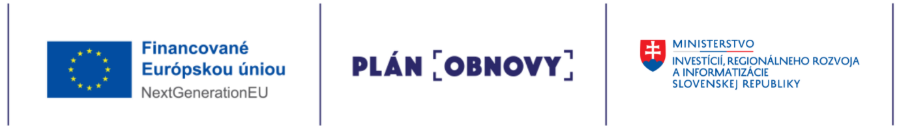 Financované
Európskou úniou
NextGenerationEU
PLÁN [OBNOVY]
MINISTERSTVO
INVESTÍCIÍ, REGIONÁLNEHO ROZVOJA
A INFORMATIZÁCIE
SLOVENSKEJ REPUBLIKY